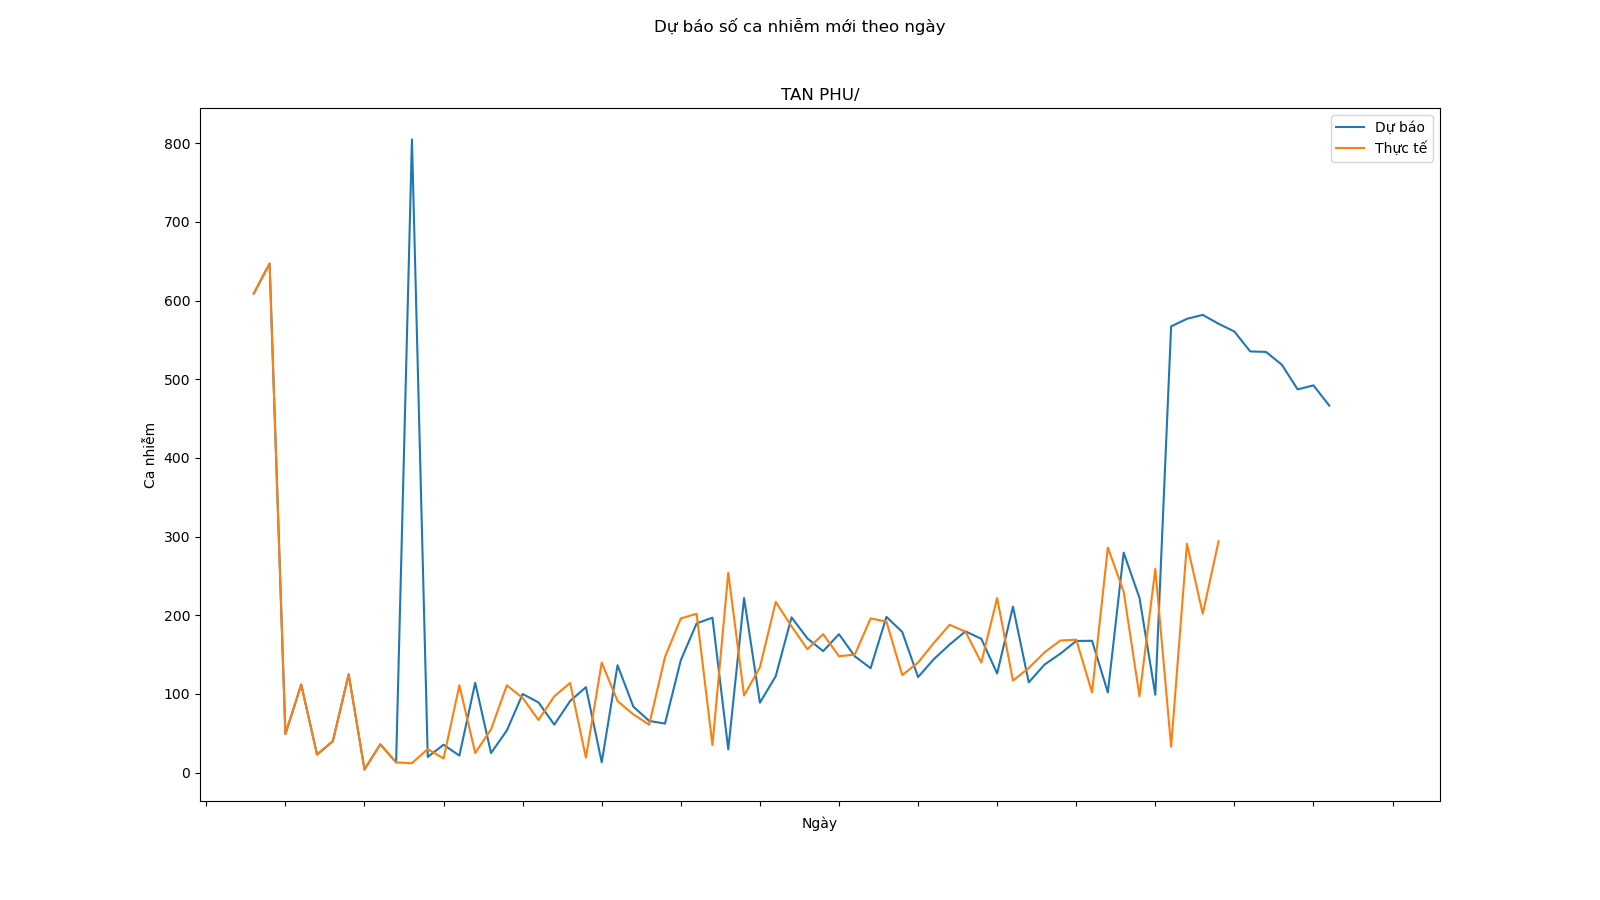 Dự báo số ca nhiễm mới theo ngày
TAN PHU/
Dự báo
Thực tế
800
700
600
500
400
300
200
100
0
Ca nhiễm
Ngày